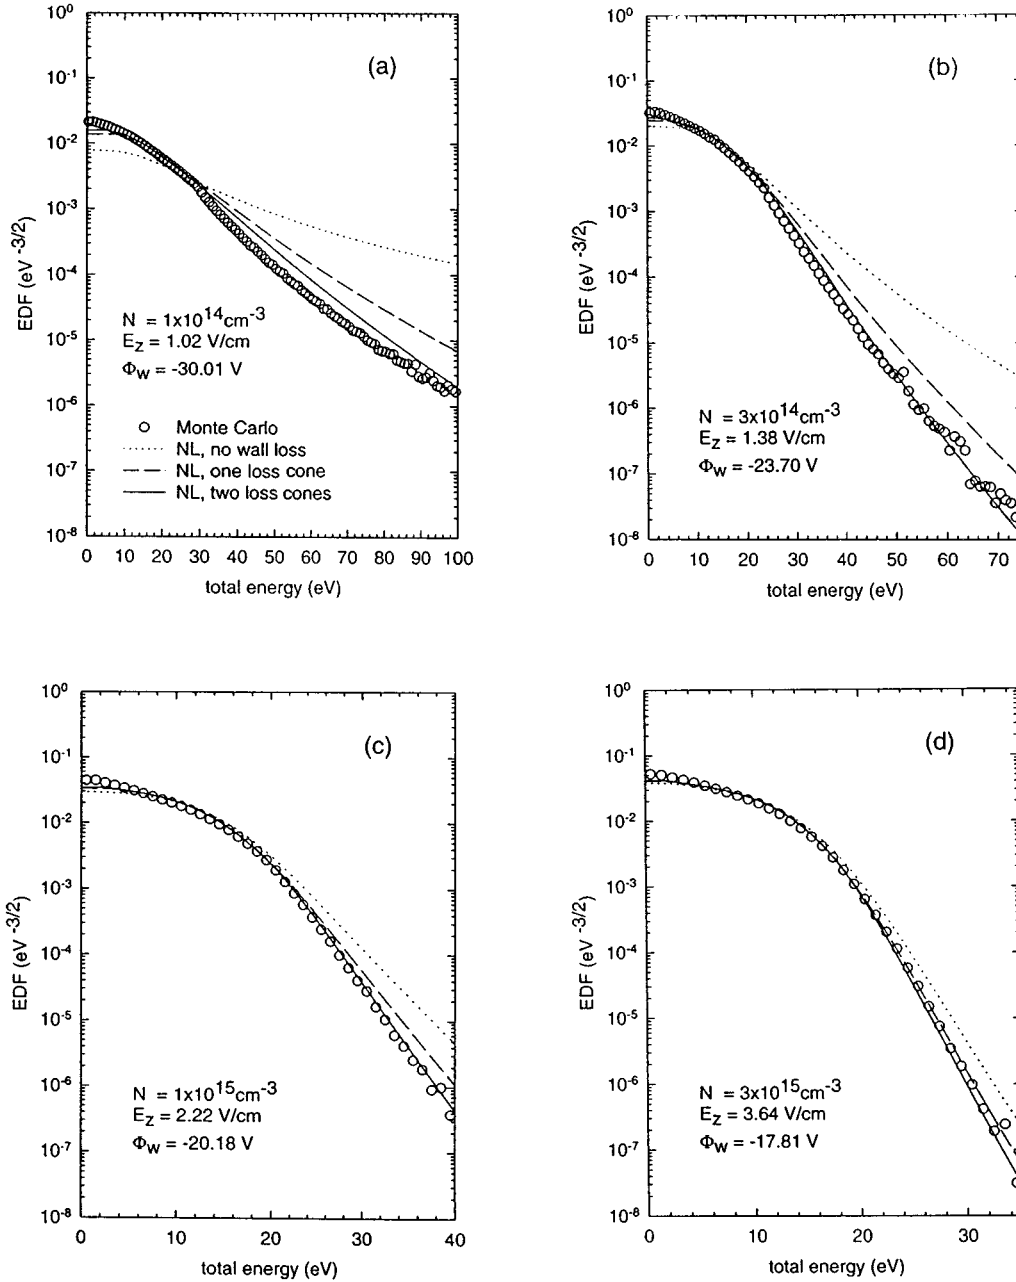 10⁰
(a)
10⁻¹
10⁻²
10⁻³
10⁻⁴
10⁻⁵
10⁻⁶
10⁻⁷
10⁻⁸
EDF (eV ⁻³/²)
N = 1x10¹⁴cm⁻³
E_z = 1.02 V/cm
Φ_w = -30.01 V
Monte Carlo
NL, no wall loss
NL, one loss cone
NL, two loss cones
0 10 20 30 40 50 60 70 80 90 100
total energy (eV)
10⁰
(b)
10⁻¹
10⁻²
10⁻³
10⁻⁴
10⁻⁵
10⁻⁶
10⁻⁷
10⁻⁸
EDF (eV ⁻³/²)
N = 3x10¹⁴cm⁻³
E_z = 1.38 V/cm
Φ_w = -23.70 V
0 10 20 30 40 50 60 70
total energy (eV)
10⁰
(c)
10⁻¹
10⁻²
10⁻³
10⁻⁴
10⁻⁵
10⁻⁶
10⁻⁷
10⁻⁸
EDF (eV ⁻³/²)
N = 1x10¹⁵cm⁻³
E_z = 2.22 V/cm
Φ_w = -20.18 V
0 10 20 30 40
total energy (eV)
10⁰
(d)
10⁻¹
10⁻²
10⁻³
10⁻⁴
10⁻⁵
10⁻⁶
10⁻⁷
10⁻⁸
EDF (eV ⁻³/²)
N = 3x10¹⁵cm⁻³
E_z = 3.64 V/cm
Φ_w = -17.81 V
0 10 20 30
total energy (eV)